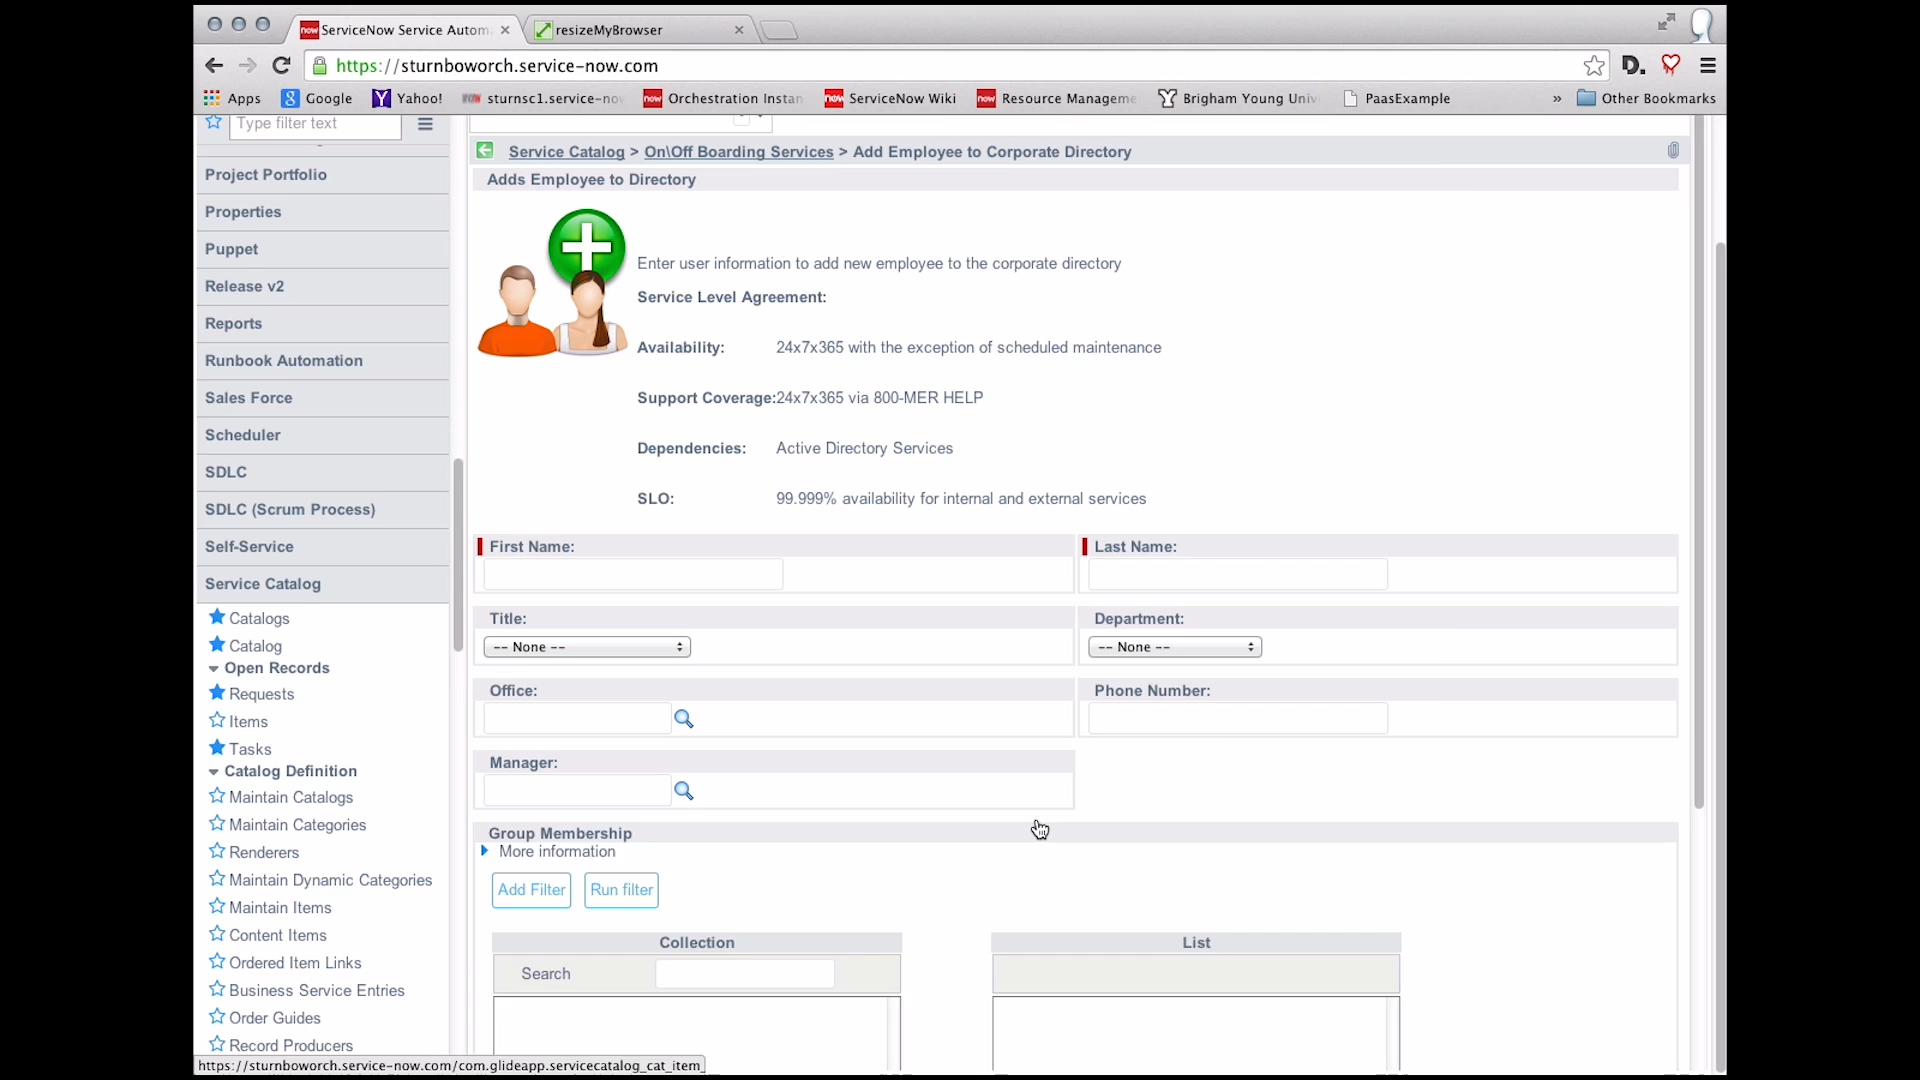 now ServiceNow Service Autom
resizeMyBrowser
https://sturnboworch.service-now.com
D.
Apps
8 Google
Y Yahoo!
now sturnsc1.service-no
now Orchestration Instan
now ServiceNow Wiki
now Resource Manageme
Y Brigham Young Univ
PaasExample
»
Other Bookmarks
Type filter text
Project Portfolio
Properties
Puppet
Release v2
Reports
Runbook Automation
Sales Force
Scheduler
SDLC
SDLC (Scrum Process)
Self-Service
Service Catalog
Catalogs
Catalog
Open Records
Requests
Items
Tasks
Catalog Definition
Maintain Catalogs
Maintain Categories
Renderers
Maintain Dynamic Categories
Maintain Items
Content Items
Ordered Item Links
Business Service Entries
Order Guides
Record Producers
https://sturnboworch.service-now.com/com.glideapp.servicecatalog_cat_item_
Service Catalog > On\Off Boarding Services > Add Employee to Corporate Directory
Adds Employee to Directory
Enter user information to add new employee to the corporate directory
Service Level Agreement:
Availability: 24x7x365 with the exception of scheduled maintenance
Support Coverage:24x7x365 via 800-MER HELP
Dependencies: Active Directory Services
SLO: 99.999% availability for internal and external services
First Name:
Last Name:
Title:
-- None --
Department:
-- None --
Office:
Phone Number:
Manager:
Group Membership
More information
Add Filter
Run filter
Collection
Search
List